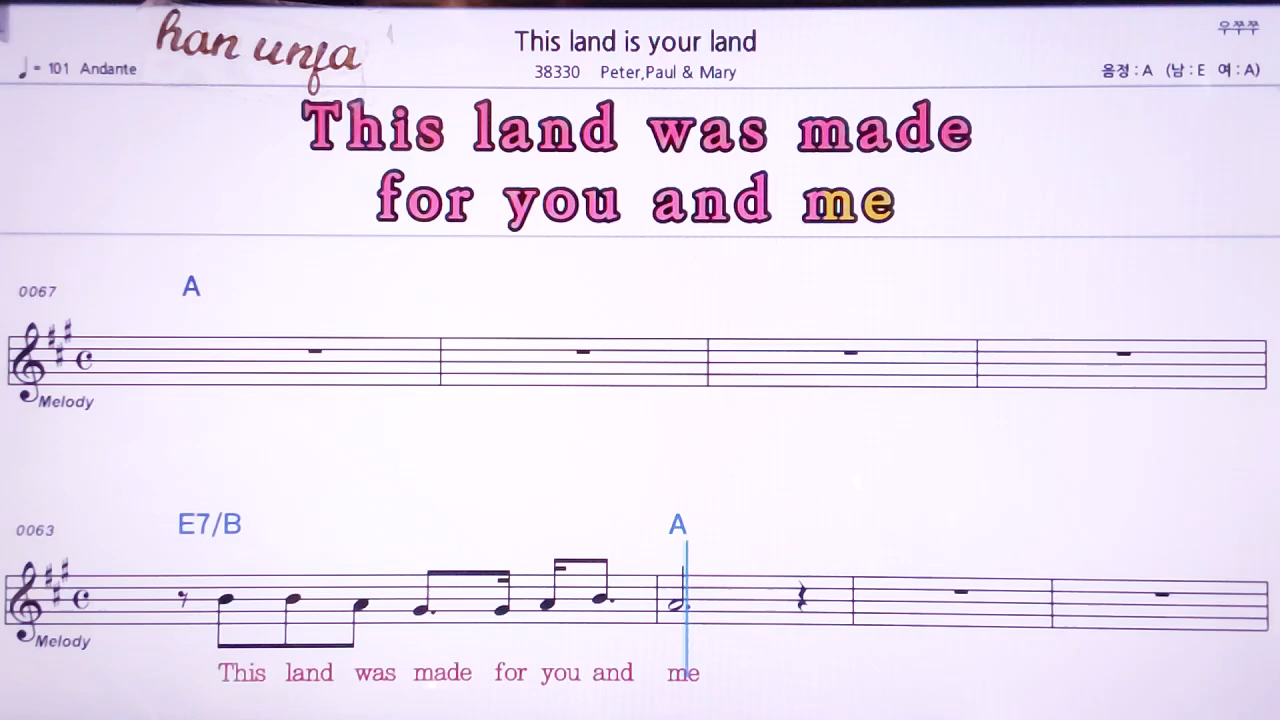 han unja
This land is your land
우쭈쭈
♩= 101 Andante
38330 Peter,Paul & Mary
음정 : A (남 : E 여 : A)
This land was made
for you and me
0067
A
Melody
0063
E7/B A
Melody
This land was made for you and me